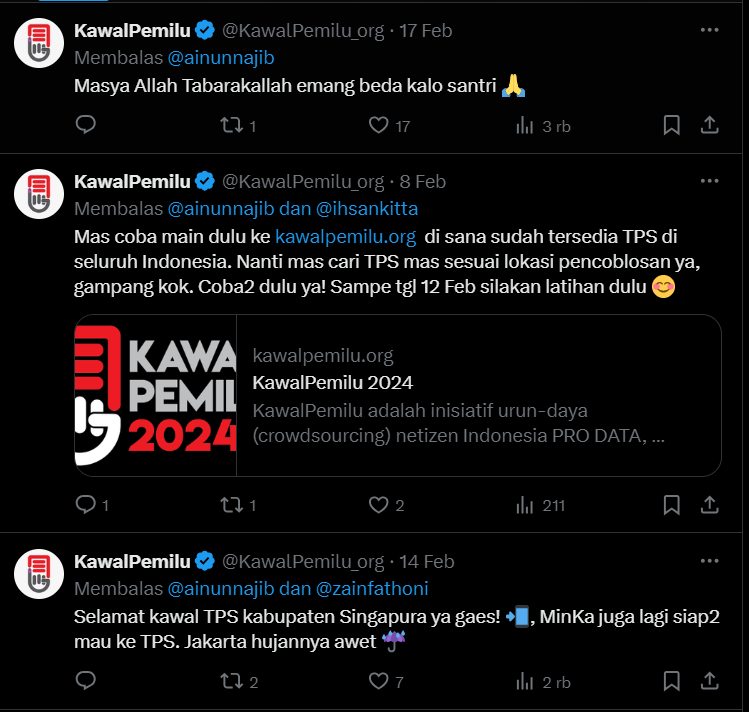 KawalPemilu @KawalPemilu_org · 17 Feb
Membalas @ainunnajib
Masya Allah Tabarakallah emang beda kalo santri 🙏
1 17 3 rb
KawalPemilu @KawalPemilu_org · 8 Feb
Membalas @ainunnajib dan @ihsankitta
Mas coba main dulu ke kawalpemilu.org di sana sudah tersedia TPS di
seluruh Indonesia. Nanti mas cari TPS mas sesuai lokasi pencoblosan ya,
gampang kok. Coba2 dulu ya! Sampe tgl 12 Feb silakan latihan dulu 😊
KAWA
PEMIL
2024
kawalpemilu.org
KawalPemilu 2024
KawalPemilu adalah inisiatif urun-daya
(crowdsourcing) netizen Indonesia PRO DATA, ...
1 1 2 211
KawalPemilu @KawalPemilu_org · 14 Feb
Membalas @ainunnajib dan @zainfathoni
Selamat kawal TPS kabupaten Singapura ya gaes! 📲, MinKa juga lagi siap2
mau ke TPS. Jakarta hujannya awet ☔
2 7 2 rb